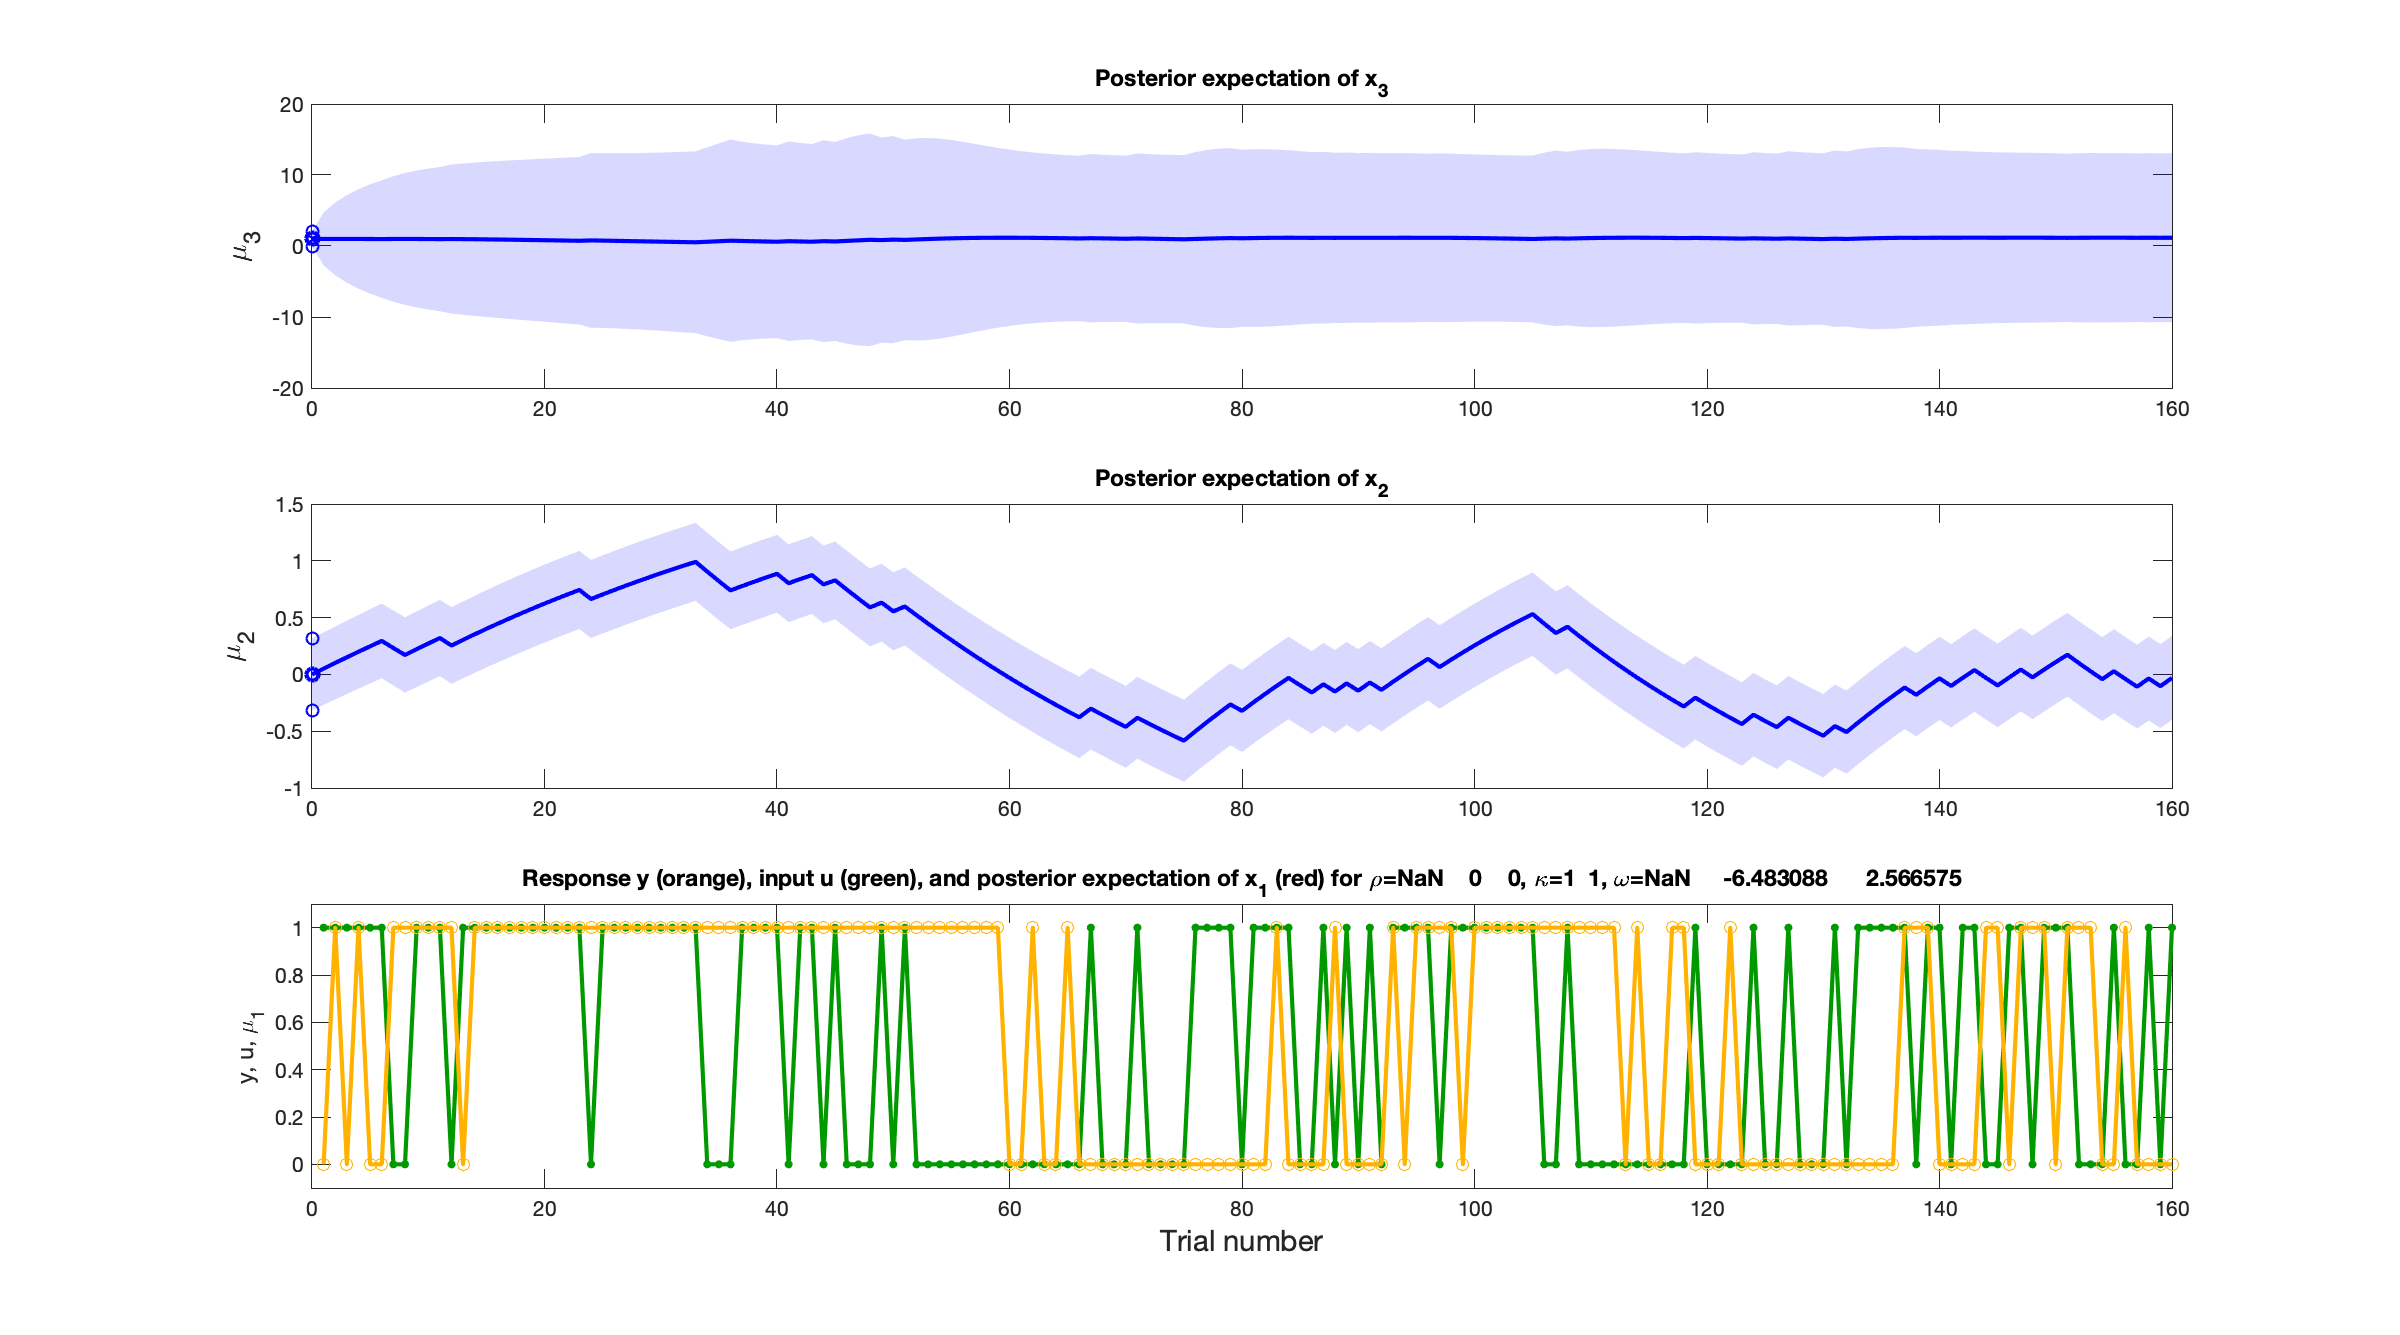 Posterior expectation of x3
20
10
0
-10
-20
μ3
0 20 40 60 80 100 120 140 160
Posterior expectation of x2
1.5
1
0.5
0
-0.5
-1
μ2
0 20 40 60 80 100 120 140 160
Response y (orange), input u (green), and posterior expectation of x1 (red) for ρ=NaN 0 0, κ=1 1, ω=NaN -6.483088 2.566575
1
0.8
0.6
0.4
0.2
0
y, u, μ1
0 20 40 60 80 100 120 140 160
Trial number